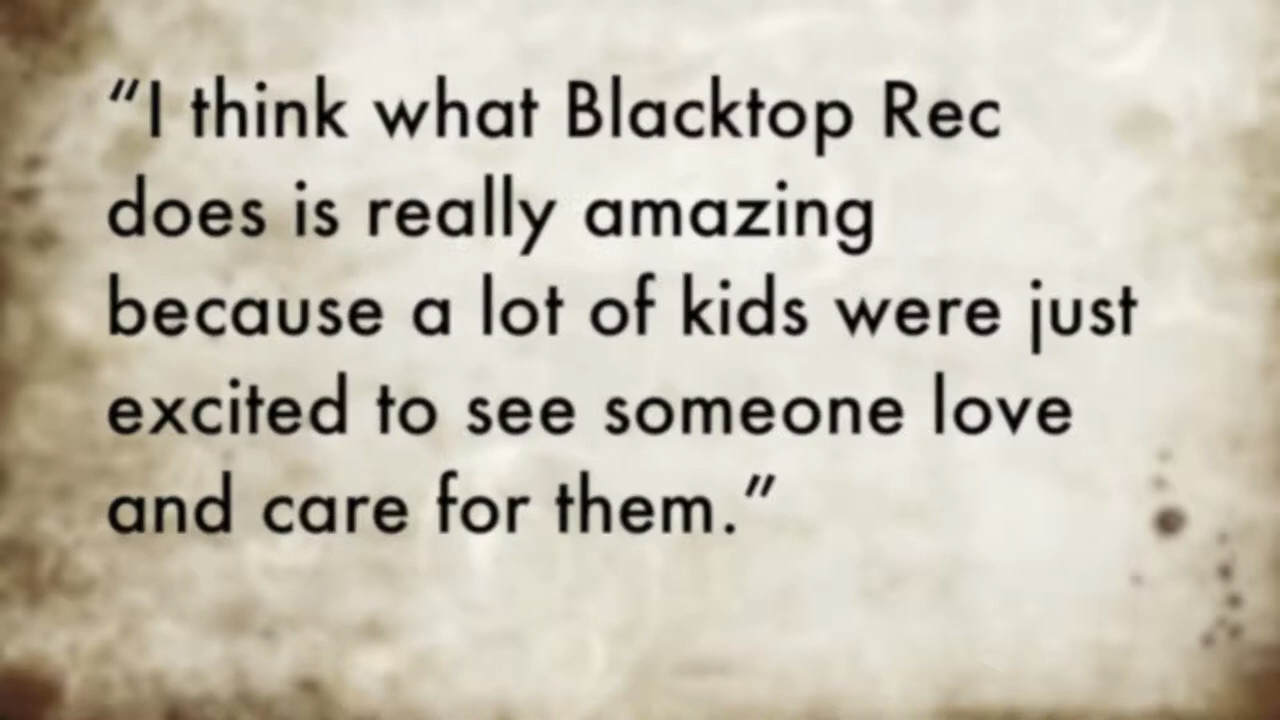 “I think what Blacktop Rec
does is really amazing
because a lot of kids were just
excited to see someone love
and care for them.”